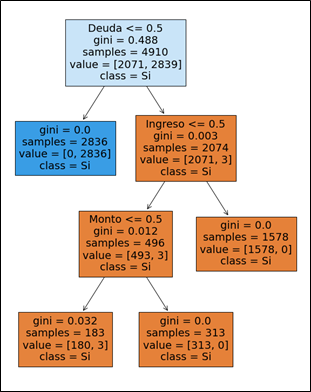 Deuda <= 0.5
gini = 0.488
samples = 4910
value = [2071, 2839]
class = Si
gini = 0.0
samples = 2836
value = [0, 2836]
class = Si
Ingreso <= 0.5
gini = 0.003
samples = 2074
value = [2071, 3]
class = Si
Monto <= 0.5
gini = 0.012
samples = 496
value = [493, 3]
class = Si
gini = 0.0
samples = 1578
value = [1578, 0]
class = Si
gini = 0.032
samples = 183
value = [180, 3]
class = Si
gini = 0.0
samples = 313
value = [313, 0]
class = Si